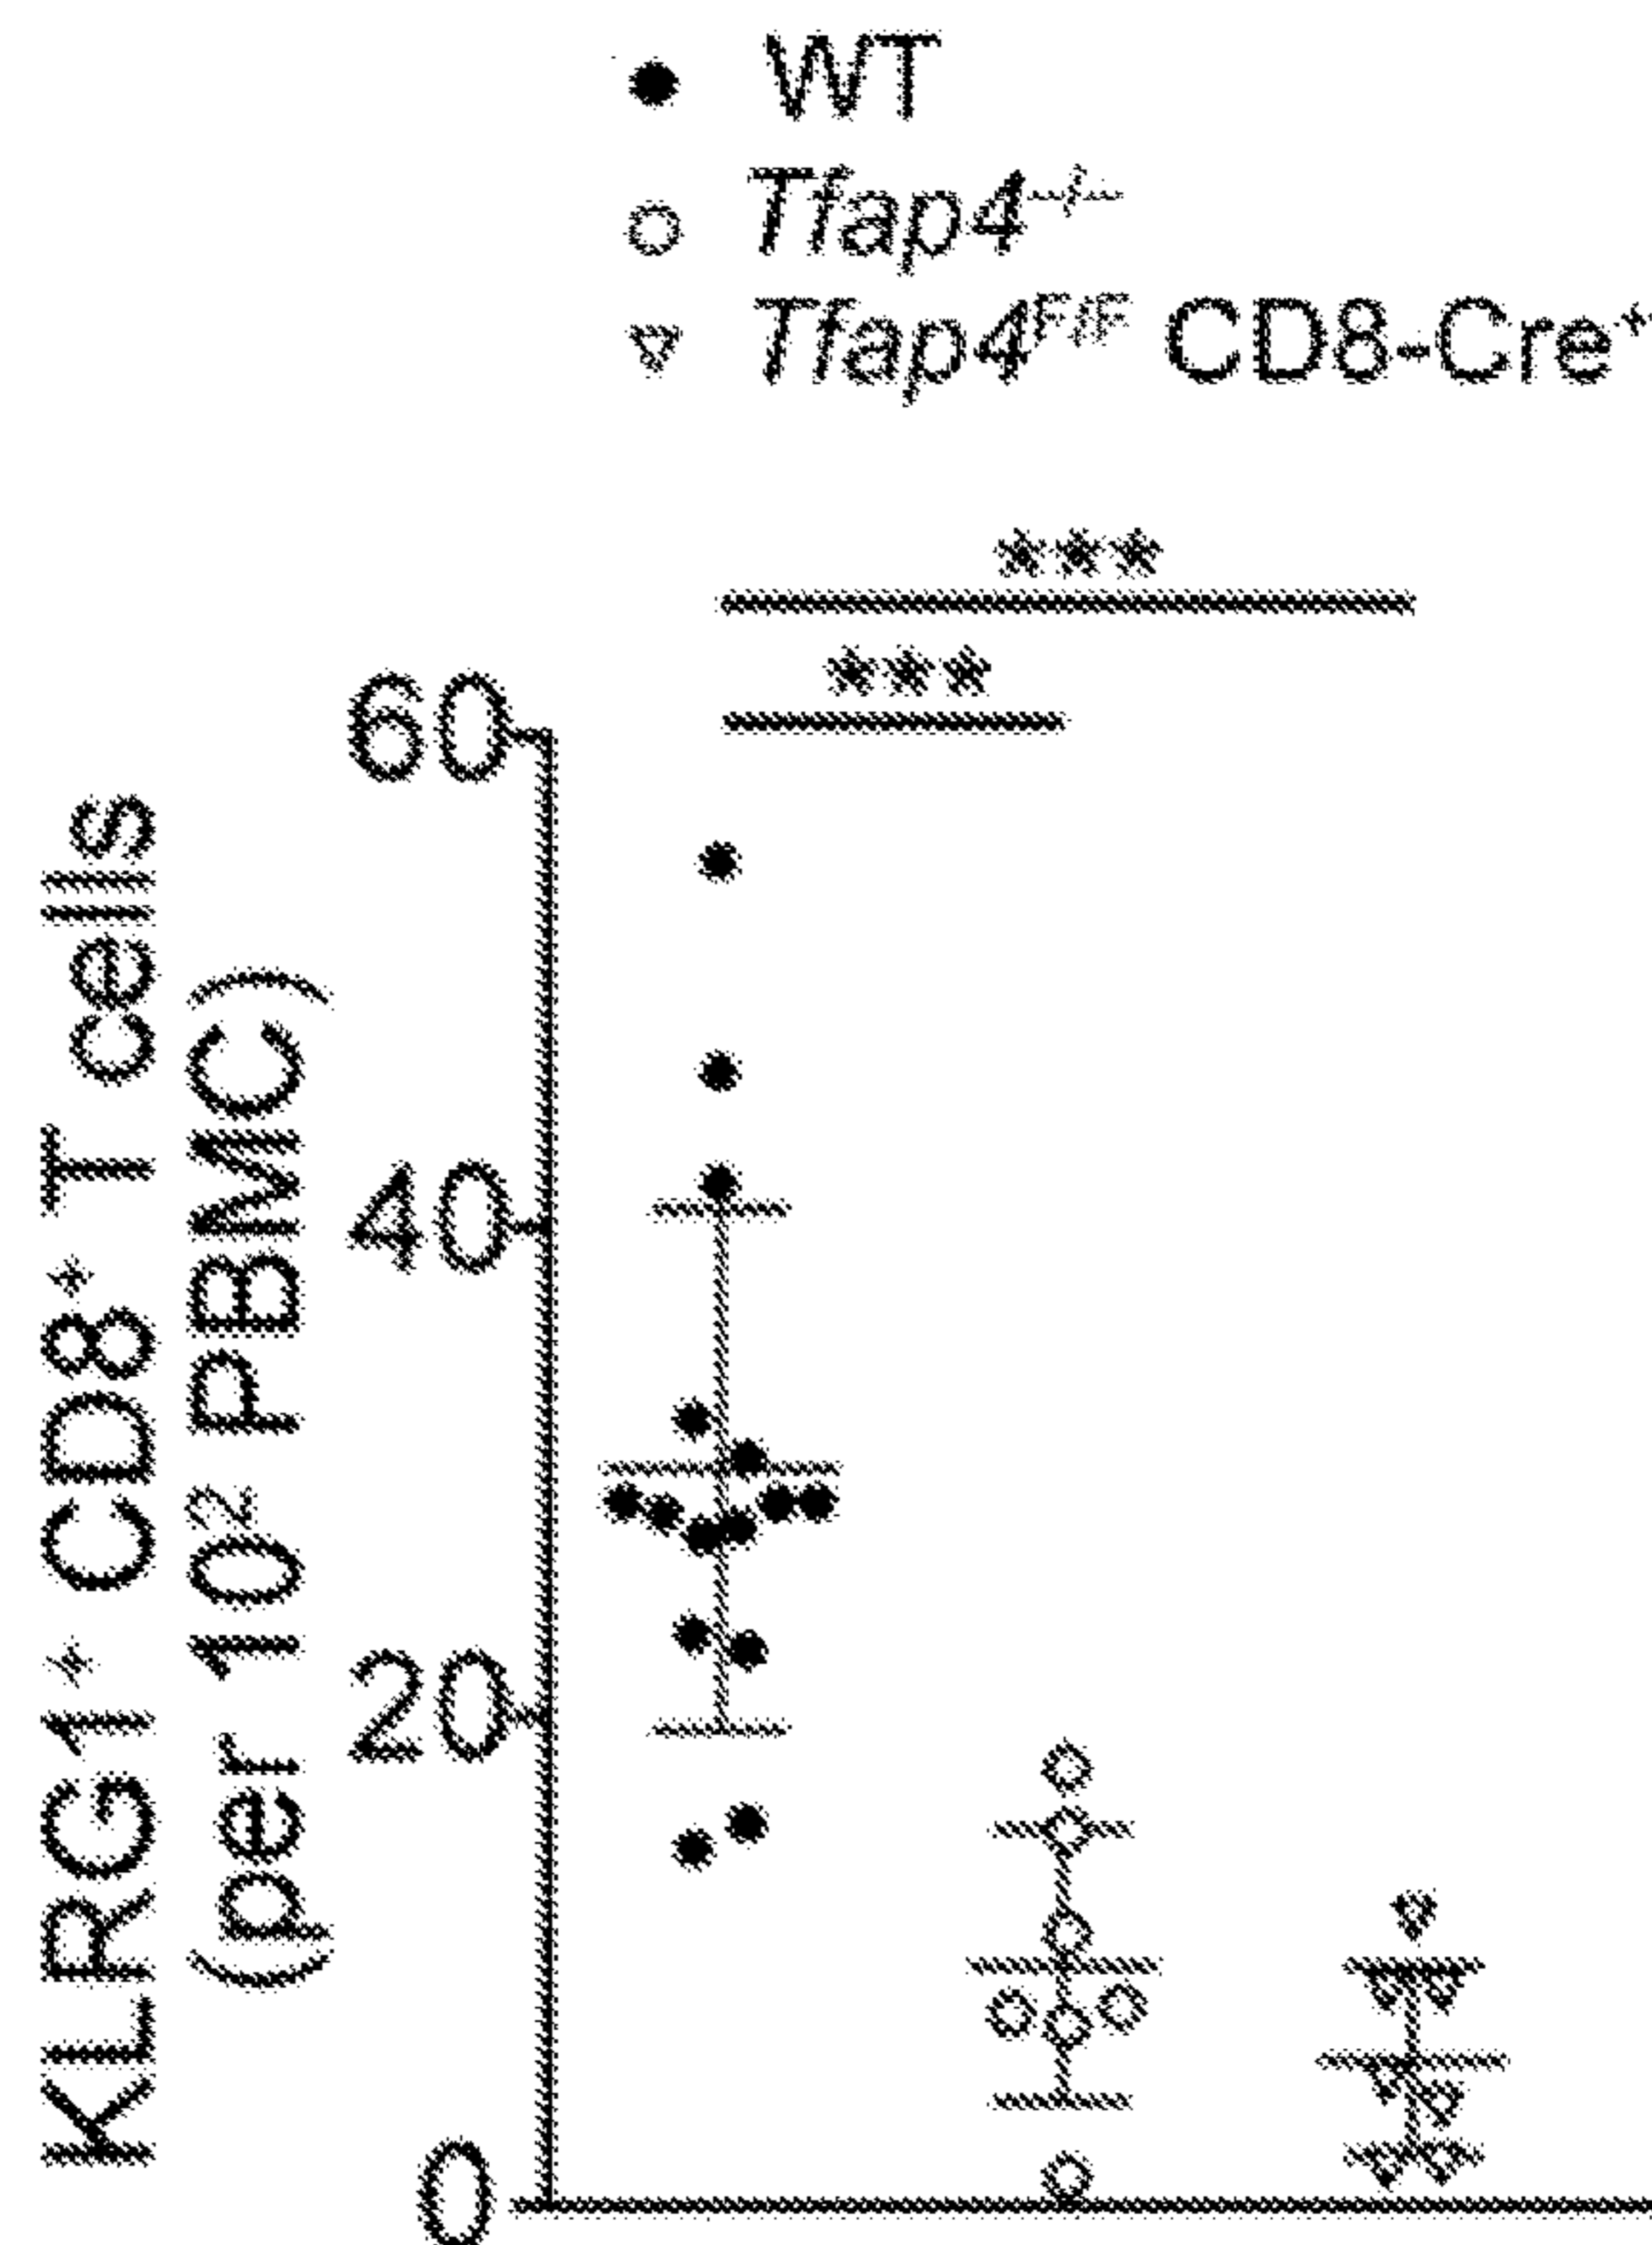 WT
Tfap4⁻/⁻
Tfap4F/F CD8-Cre⁺
***
***
KLRG1⁺ CD8⁺ T cells
(per 10² PBMC)
60
40
20
0